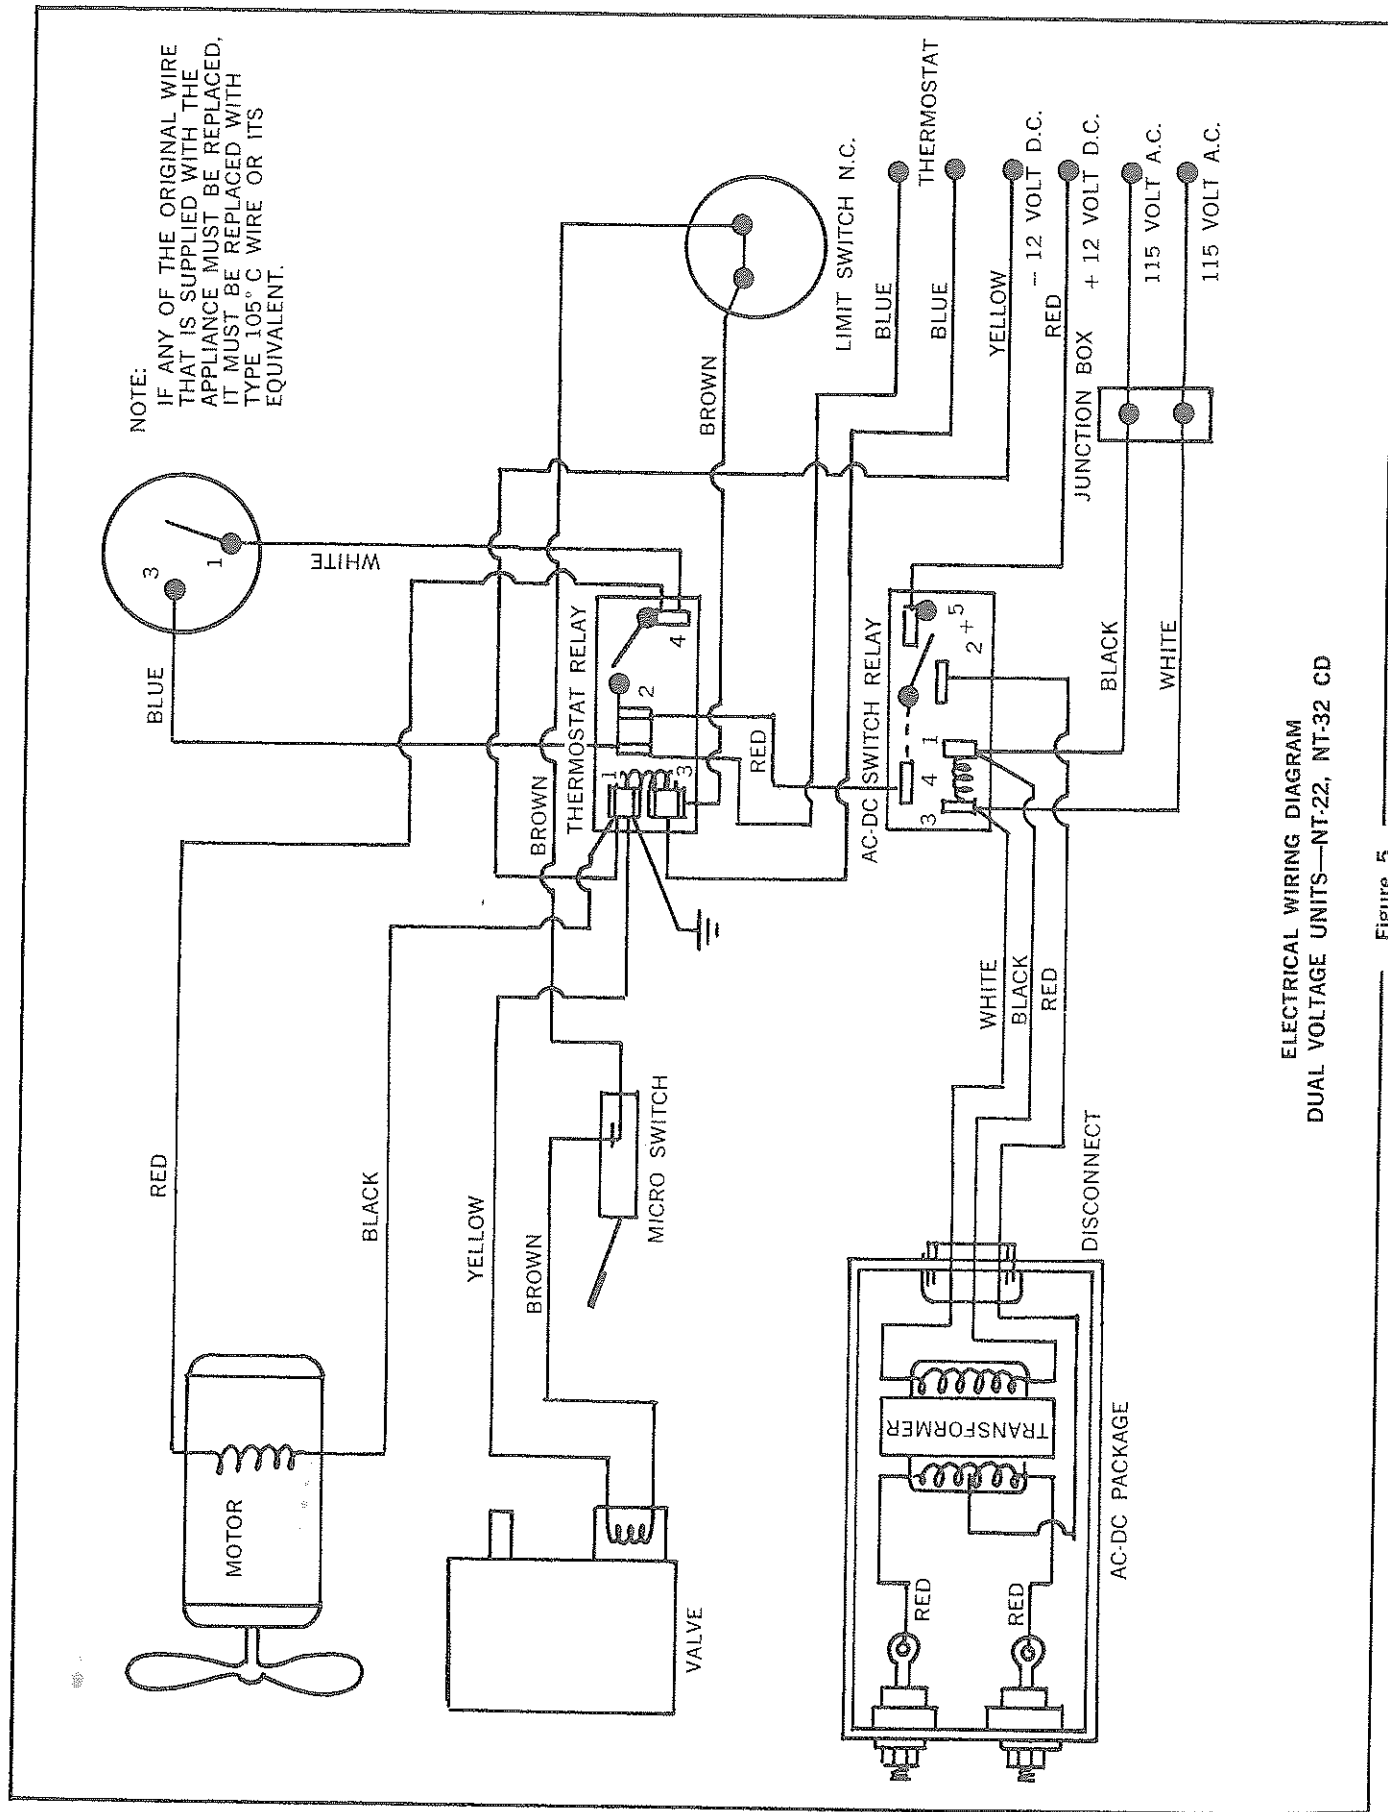 NOTE:
IF ANY OF THE ORIGINAL WIRE
THAT IS SUPPLIED WITH THE
APPLIANCE MUST BE REPLACED,
IT MUST BE REPLACED WITH
TYPE 105° C WIRE OR ITS
EQUIVALENT.
3
1
BLUE
WHITE
RED
BLACK
MOTOR
BROWN
THERMOSTAT RELAY
1
3
2
4
BROWN
LIMIT SWITCH N.C.
BLUE
THERMOSTAT
BLUE
YELLOW
– 12 VOLT D.C.
RED
+ 12 VOLT D.C.
115 VOLT A.C.
115 VOLT A.C.
JUNCTION BOX
YELLOW
BROWN
MICRO SWITCH
VALVE
RED
AC-DC SWITCH RELAY
3
4
1
2
+
5
BLACK
WHITE
WHITE
BLACK
RED
DISCONNECT
TRANSFORMER
RED
RED
AC-DC PACKAGE
ELECTRICAL WIRING DIAGRAM
DUAL VOLTAGE UNITS—NT-22, NT-32 CD
Figure 5